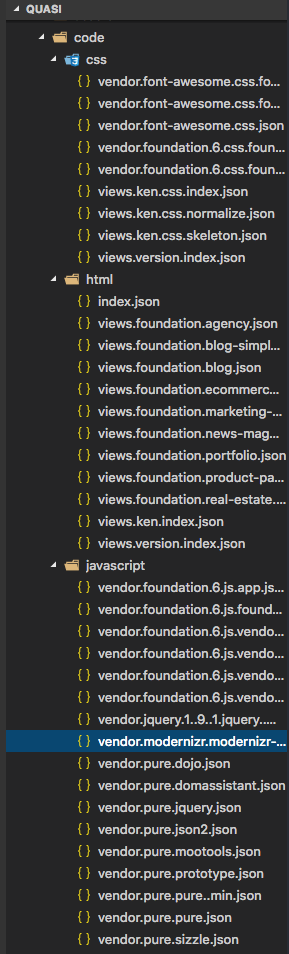 QUASI
code
css
{ } vendor.font-awesome.css.fo...
{ } vendor.font-awesome.css.fo...
{ } vendor.font-awesome.css.json
{ } vendor.foundation.6.css.foun...
{ } vendor.foundation.6.css.foun...
{ } views.ken.css.index.json
{ } views.ken.css.normalize.json
{ } views.ken.css.skeleton.json
{ } views.version.index.json
html
{ } index.json
{ } views.foundation.agency.json
{ } views.foundation.blog-simpl...
{ } views.foundation.blog.json
{ } views.foundation.ecommerc...
{ } views.foundation.marketing-...
{ } views.foundation.news-mag...
{ } views.foundation.portfolio.json
{ } views.foundation.product-pa...
{ } views.foundation.real-estate....
{ } views.ken.index.json
{ } views.version.index.json
javascript
{ } vendor.foundation.6.js.app.js...
{ } vendor.foundation.6.js.found...
{ } vendor.foundation.6.js.vendo...
{ } vendor.foundation.6.js.vendo...
{ } vendor.foundation.6.js.vendo...
{ } vendor.foundation.6.js.vendo...
{ } vendor.jquery.1..9..1.jquery.....
{ } vendor.modernizr.modernizr-...
{ } vendor.pure.dojo.json
{ } vendor.pure.domassistant.json
{ } vendor.pure.jquery.json
{ } vendor.pure.json2.json
{ } vendor.pure.mootools.json
{ } vendor.pure.prototype.json
{ } vendor.pure.pure..min.json
{ } vendor.pure.pure.json
{ } vendor.pure.sizzle.json